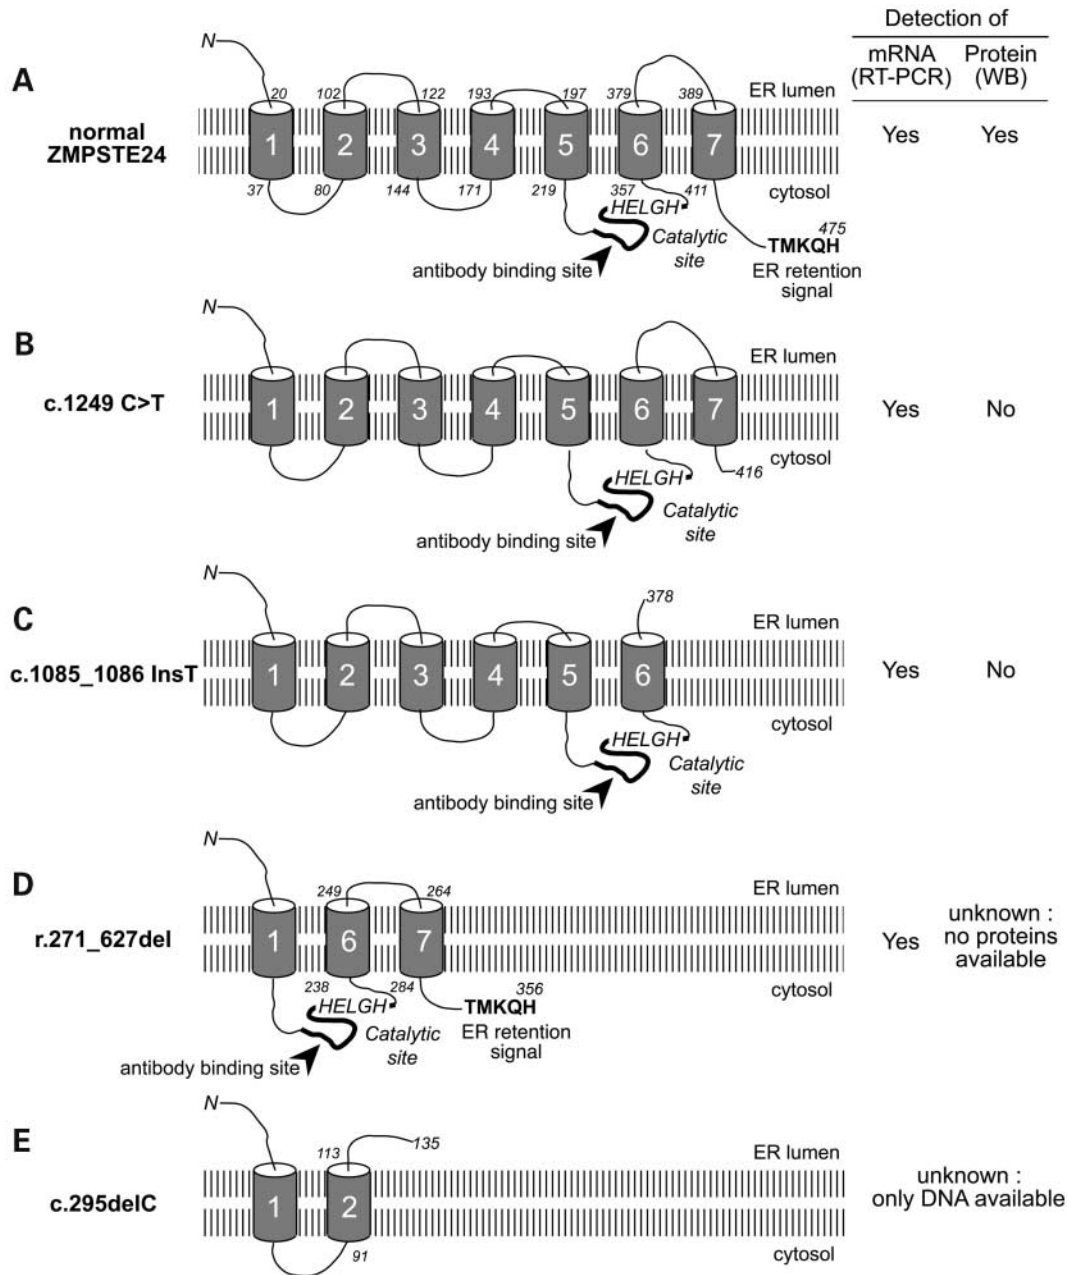 Detection of
mRNA Protein
(RT-PCR) (WB)
A
normal
ZMPSTE24
N
20 102 122 193 197 379 389
ER lumen
1 2 3 4 5 6 7
Yes Yes
37 80 144 171 219 357 411
cytosol
HELGH
475
TMKQH
Catalytic
site
antibody binding site
ER retention
signal
B
c.1249 C>T
N
ER lumen
1 2 3 4 5 6 7
Yes No
cytosol
416
HELGH
Catalytic
site
antibody binding site
C
c.1085_1086 InsT
N
378
ER lumen
1 2 3 4 5 6
Yes No
cytosol
HELGH
Catalytic
site
antibody binding site
D
r.271_627del
N
249 264
ER lumen
1 6 7
Yes
unknown :
no proteins
available
238 284 356
cytosol
HELGH
TMKQH
Catalytic
site
ER retention
signal
antibody binding site
E
c.295delC
N
113 135
ER lumen
1 2
unknown :
only DNA available
91
cytosol